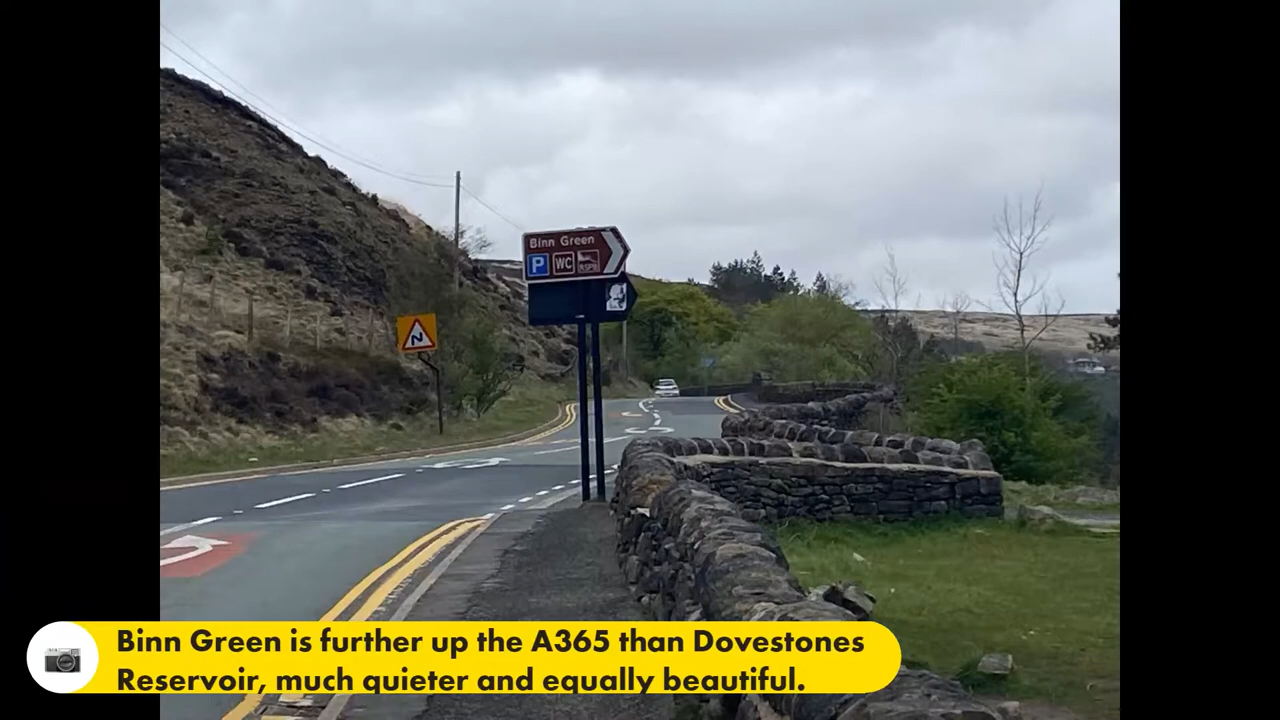 Binn Green
P WC RSPB
Binn Green is further up the A365 than Dovestones
Reservoir, much quieter and equally beautiful.